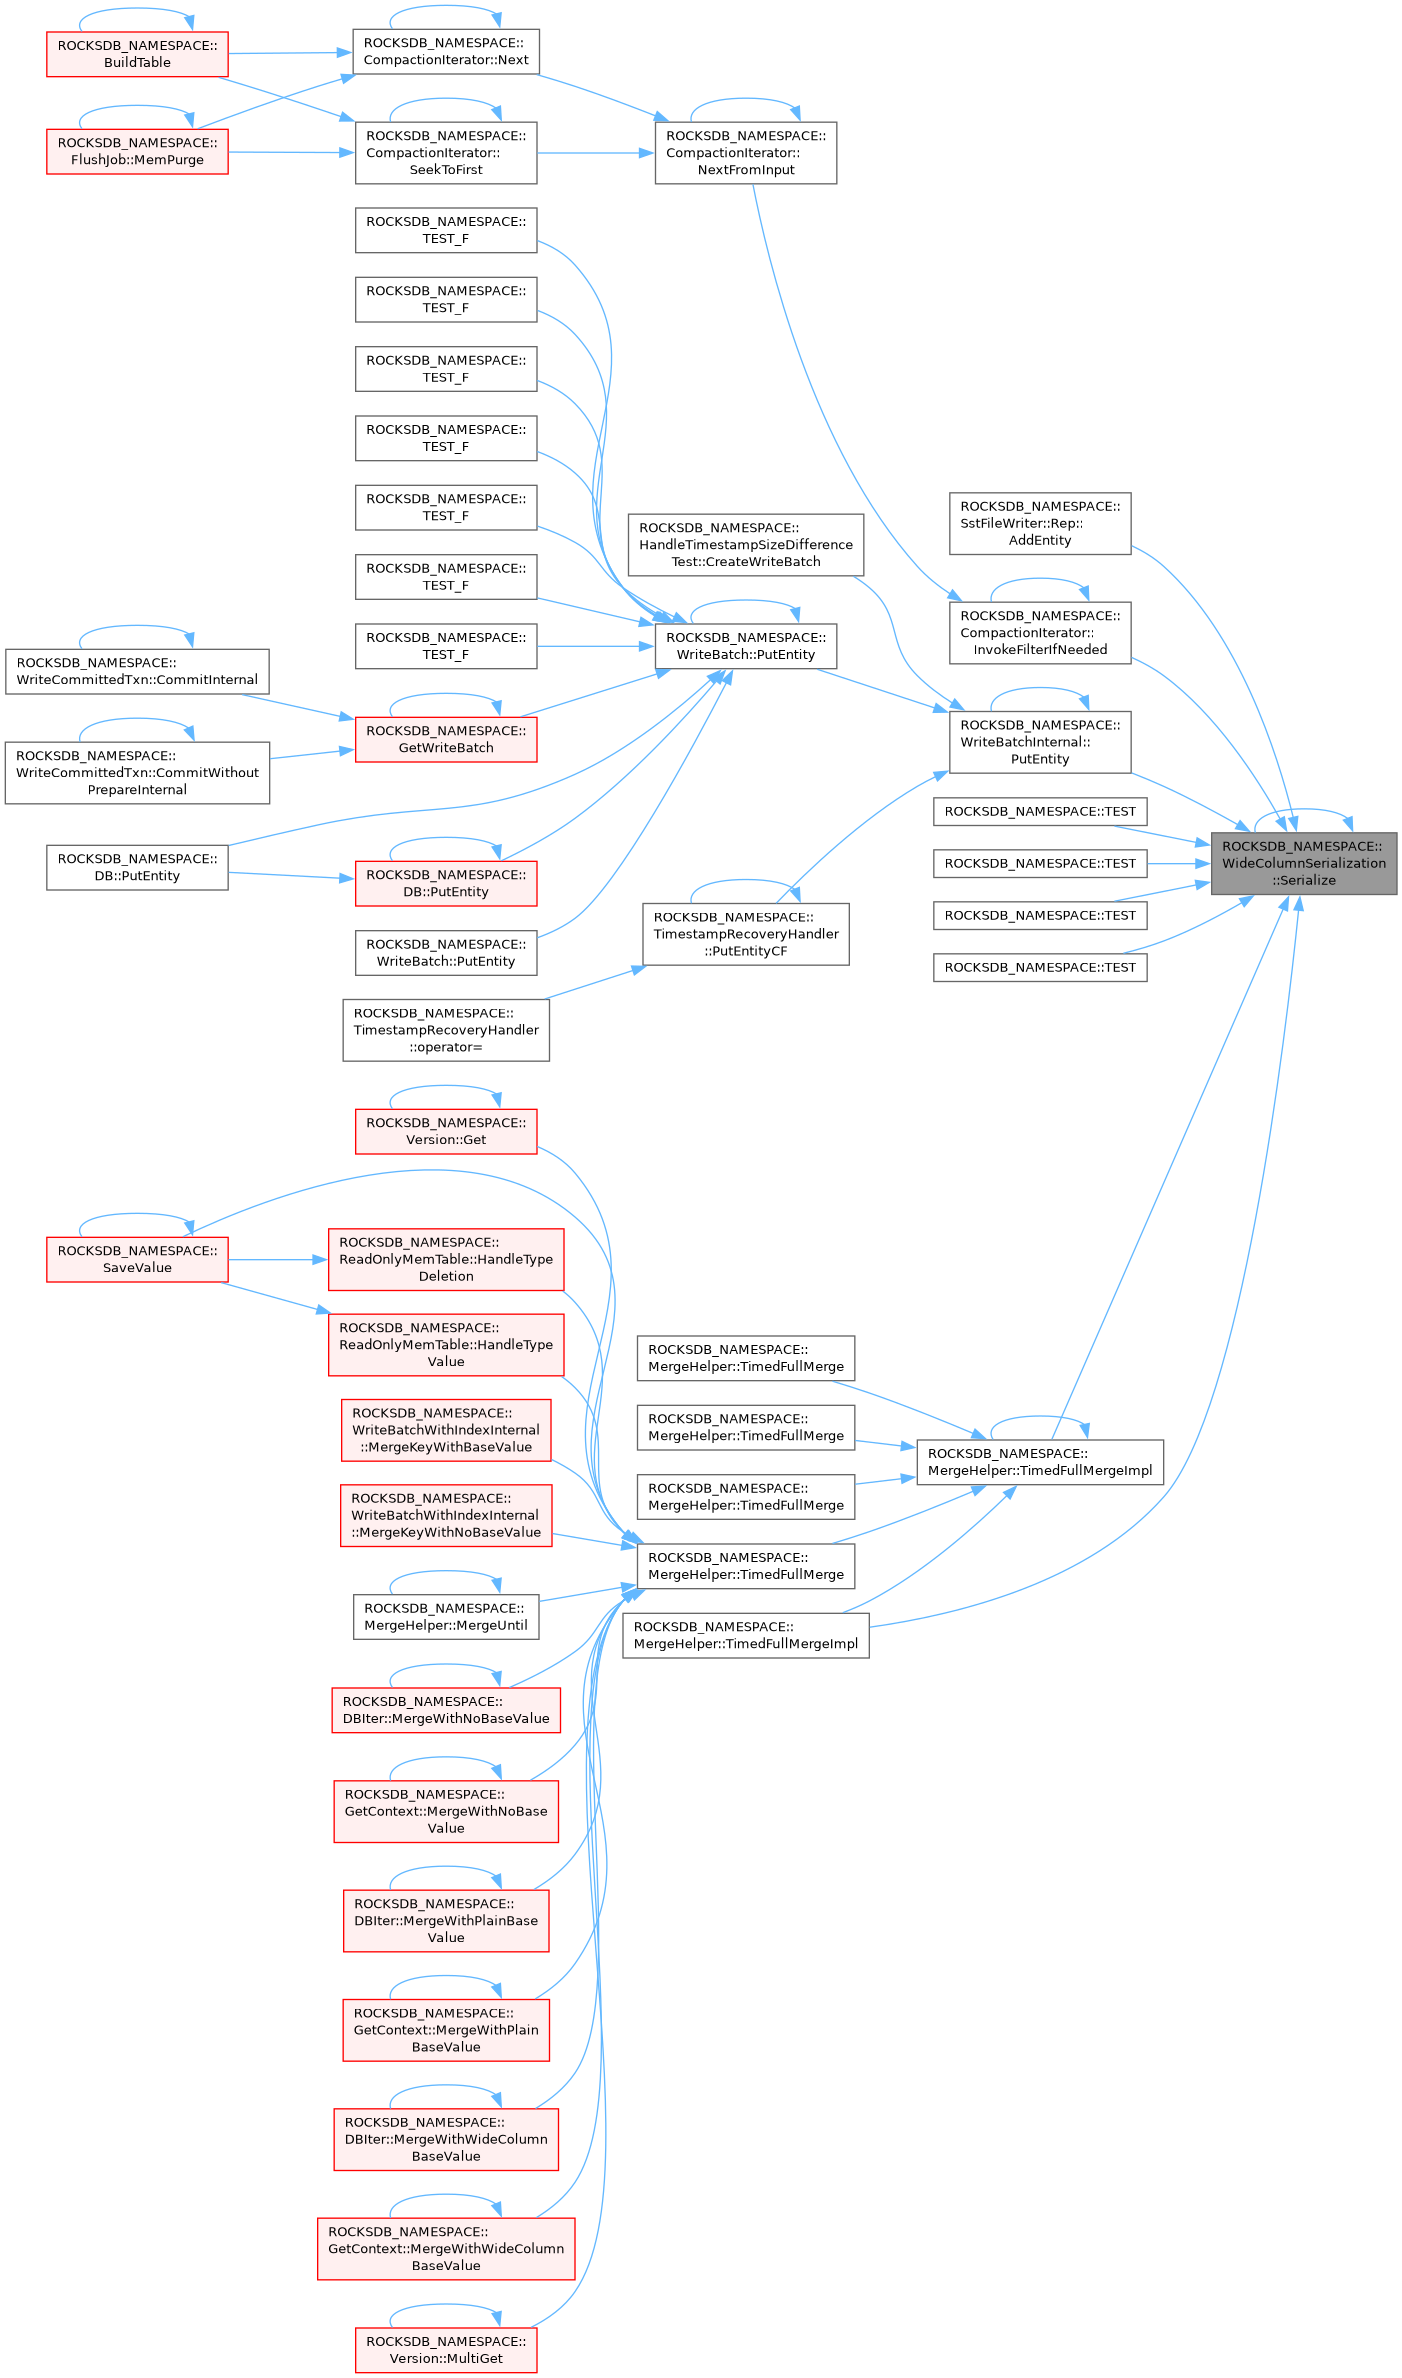 ROCKSDB_NAMESPACE::
BuildTable
ROCKSDB_NAMESPACE::
FlushJob::MemPurge
ROCKSDB_NAMESPACE::
CompactionIterator::Next
ROCKSDB_NAMESPACE::
CompactionIterator::
SeekToFirst
ROCKSDB_NAMESPACE::
CompactionIterator::
NextFromInput
ROCKSDB_NAMESPACE::
TEST_F
ROCKSDB_NAMESPACE::
TEST_F
ROCKSDB_NAMESPACE::
TEST_F
ROCKSDB_NAMESPACE::
TEST_F
ROCKSDB_NAMESPACE::
TEST_F
ROCKSDB_NAMESPACE::
TEST_F
ROCKSDB_NAMESPACE::
TEST_F
ROCKSDB_NAMESPACE::
HandleTimestampSizeDifference
Test::CreateWriteBatch
ROCKSDB_NAMESPACE::
WriteBatch::PutEntity
ROCKSDB_NAMESPACE::
SstFileWriter::Rep::
AddEntity
ROCKSDB_NAMESPACE::
CompactionIterator::
InvokeFilterIfNeeded
ROCKSDB_NAMESPACE::
WriteBatchInternal::
PutEntity
ROCKSDB_NAMESPACE::TEST
ROCKSDB_NAMESPACE::TEST
ROCKSDB_NAMESPACE::TEST
ROCKSDB_NAMESPACE::TEST
ROCKSDB_NAMESPACE::
WideColumnSerialization
::Serialize
ROCKSDB_NAMESPACE::
WriteCommittedTxn::CommitInternal
ROCKSDB_NAMESPACE::
WriteCommittedTxn::CommitWithout
PrepareInternal
ROCKSDB_NAMESPACE::
GetWriteBatch
ROCKSDB_NAMESPACE::
DB::PutEntity
ROCKSDB_NAMESPACE::
DB::PutEntity
ROCKSDB_NAMESPACE::
WriteBatch::PutEntity
ROCKSDB_NAMESPACE::
TimestampRecoveryHandler
::PutEntityCF
ROCKSDB_NAMESPACE::
TimestampRecoveryHandler
::operator=
ROCKSDB_NAMESPACE::
Version::Get
ROCKSDB_NAMESPACE::
SaveValue
ROCKSDB_NAMESPACE::
ReadOnlyMemTable::HandleType
Deletion
ROCKSDB_NAMESPACE::
ReadOnlyMemTable::HandleType
Value
ROCKSDB_NAMESPACE::
WriteBatchWithIndexInternal
::MergeKeyWithBaseValue
ROCKSDB_NAMESPACE::
WriteBatchWithIndexInternal
::MergeKeyWithNoBaseValue
ROCKSDB_NAMESPACE::
MergeHelper::MergeUntil
ROCKSDB_NAMESPACE::
MergeHelper::TimedFullMerge
ROCKSDB_NAMESPACE::
MergeHelper::TimedFullMerge
ROCKSDB_NAMESPACE::
MergeHelper::TimedFullMerge
ROCKSDB_NAMESPACE::
MergeHelper::TimedFullMerge
ROCKSDB_NAMESPACE::
MergeHelper::TimedFullMergeImpl
ROCKSDB_NAMESPACE::
MergeHelper::TimedFullMergeImpl
ROCKSDB_NAMESPACE::
DBIter::MergeWithNoBaseValue
ROCKSDB_NAMESPACE::
GetContext::MergeWithNoBase
Value
ROCKSDB_NAMESPACE::
DBIter::MergeWithPlainBase
Value
ROCKSDB_NAMESPACE::
GetContext::MergeWithPlain
BaseValue
ROCKSDB_NAMESPACE::
DBIter::MergeWithWideColumn
BaseValue
ROCKSDB_NAMESPACE::
GetContext::MergeWithWideColumn
BaseValue
ROCKSDB_NAMESPACE::
Version::MultiGet